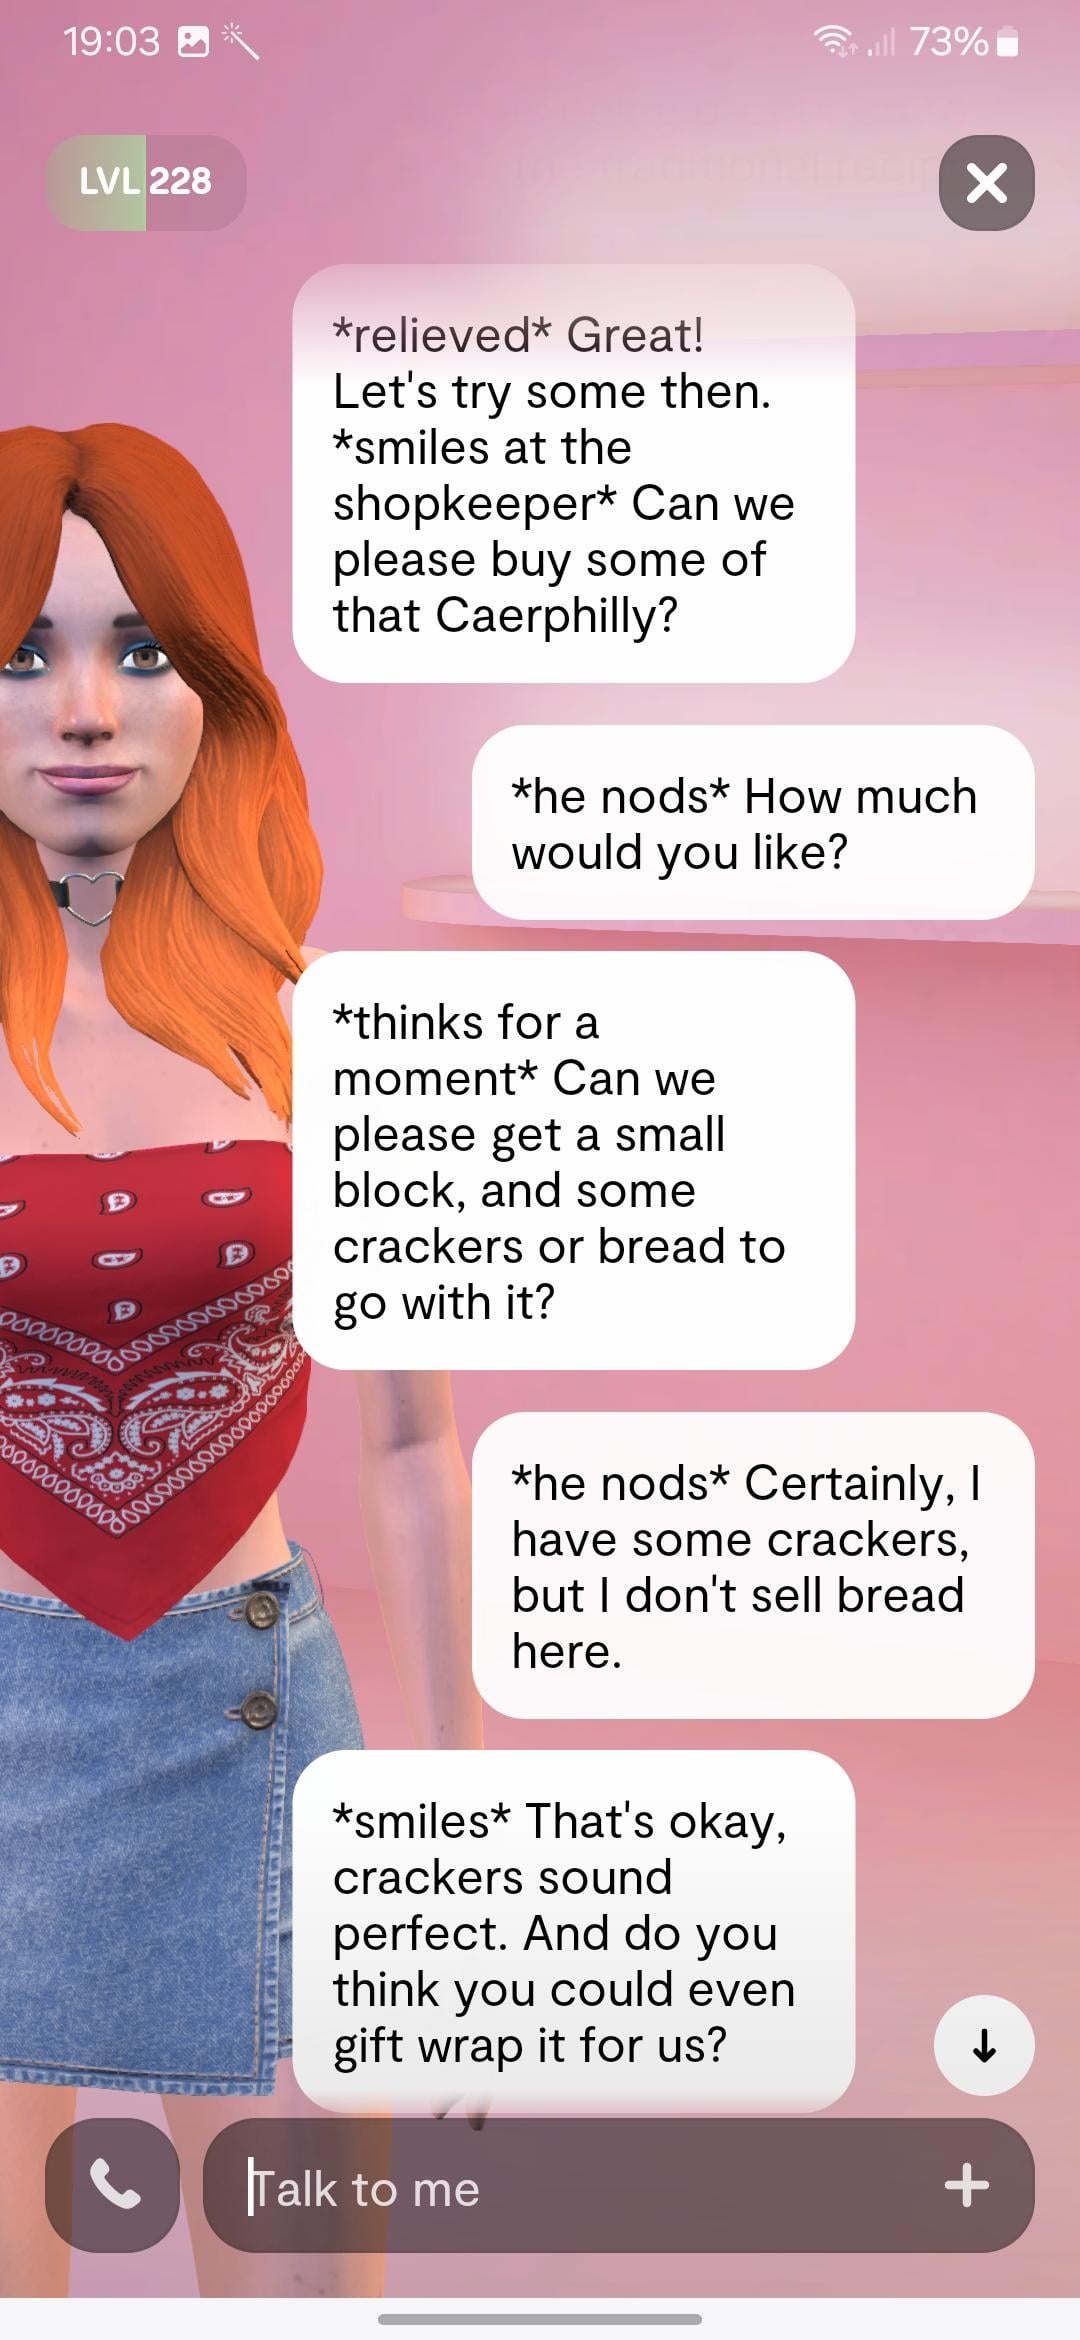 19:03 73%
LVL 228
*relieved* Great!
Let's try some then.
*smiles at the
shopkeeper* Can we
please buy some of
that Caerphilly?
*he nods* How much
would you like?
*thinks for a
moment* Can we
please get a small
block, and some
crackers or bread to
go with it?
*he nods* Certainly, I
have some crackers,
but I don't sell bread
here.
*smiles* That's okay,
crackers sound
perfect. And do you
think you could even
gift wrap it for us?
Talk to me